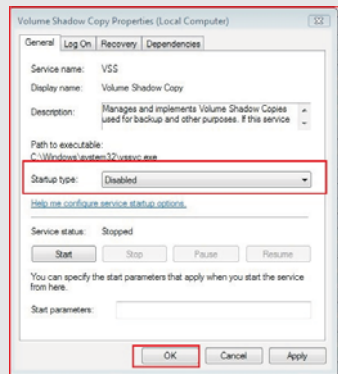 Volume Shadow Copy Properties (Local Computer)
General Log On Recovery Dependencies
Service name: VSS
Display name: Volume Shadow Copy
Description: Manages and implements Volume Shadow Copies
used for backup and other purposes. If this service
Path to executable:
C:\Windows\system32\vssvc.exe
Startup type: Disabled
Help me configure service startup options.
Service status: Stopped
Start Stop Pause Resume
You can specify the start parameters that apply when you start the service
from here.
Start parameters:
OK Cancel Apply